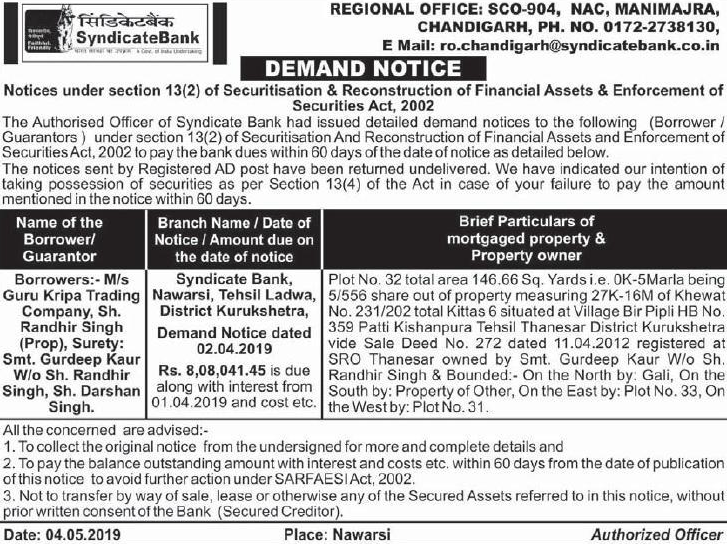 सिंडिकेटबैंक
SyndicateBank
REGIONAL OFFICE: SCO-904, NAC, MANIMAJRA,
CHANDIGARH, PH. NO. 0172-2738130,
E Mail: ro.chandigarh@syndicatebank.co.in
DEMAND NOTICE
Notices under section 13(2) of Securitisation & Reconstruction of Financial Assets & Enforcement of
Securities Act, 2002
The Authorised Officer of Syndicate Bank had issued detailed demand notices to the following (Borrower /
Guarantors ) under section 13(2) of Securitisation And Reconstruction of Financial Assets and Enforcement of
Securities Act, 2002 to pay the bank dues within 60 days of the date of notice as detailed below.
The notices sent by Registered AD post have been returned undelivered. We have indicated our intention of
taking possession of securities as per Section 13(4) of the Act in case of your failure to pay the amount
mentioned in the notice within 60 days.
Name of the
Borrower/
Guarantor
Branch Name / Date of
Notice / Amount due on
the date of notice
Brief Particulars of
mortgaged property &
Property owner
Borrowers:- M/s
Guru Kripa Trading
Company, Sh.
Randhir Singh
(Prop), Surety:
Smt. Gurdeep Kaur
W/o Sh. Randhir
Singh, Sh. Darshan
Singh.
Syndicate Bank,
Nawarsi, Tehsil Ladwa,
District Kurukshetra,
Demand Notice dated
02.04.2019
Rs. 8,08,041.45 is due
along with interest from
01.04.2019 and cost etc.
Plot No. 32 total area 146.66 Sq. Yards i.e. 0K-5Marla being
5/556 share out of property measuring 27K-16M of Khewat
No. 231/202 total Kittas 6 situated at Village Bir Pipli HB No.
359 Patti Kishanpura Tehsil Thanesar District Kurukshetra
vide Sale Deed No. 272 dated 11.04.2012 registered at
SRO Thanesar owned by Smt. Gurdeep Kaur W/o Sh.
Randhir Singh & Bounded:- On the North by: Gali, On the
South by: Property of Other, On the East by: Plot No. 33, On
the West by: Plot No. 31.
All the concerned are advised:-
1. To collect the original notice from the undersigned for more and complete details and
2. To pay the balance outstanding amount with interest and costs etc. within 60 days from the date of publication
of this notice to avoid further action under SARFAESI Act, 2002.
3. Not to transfer by way of sale, lease or otherwise any of the Secured Assets referred to in this notice, without
prior written consent of the Bank (Secured Creditor).
Date: 04.05.2019 Place: Nawarsi Authorized Officer